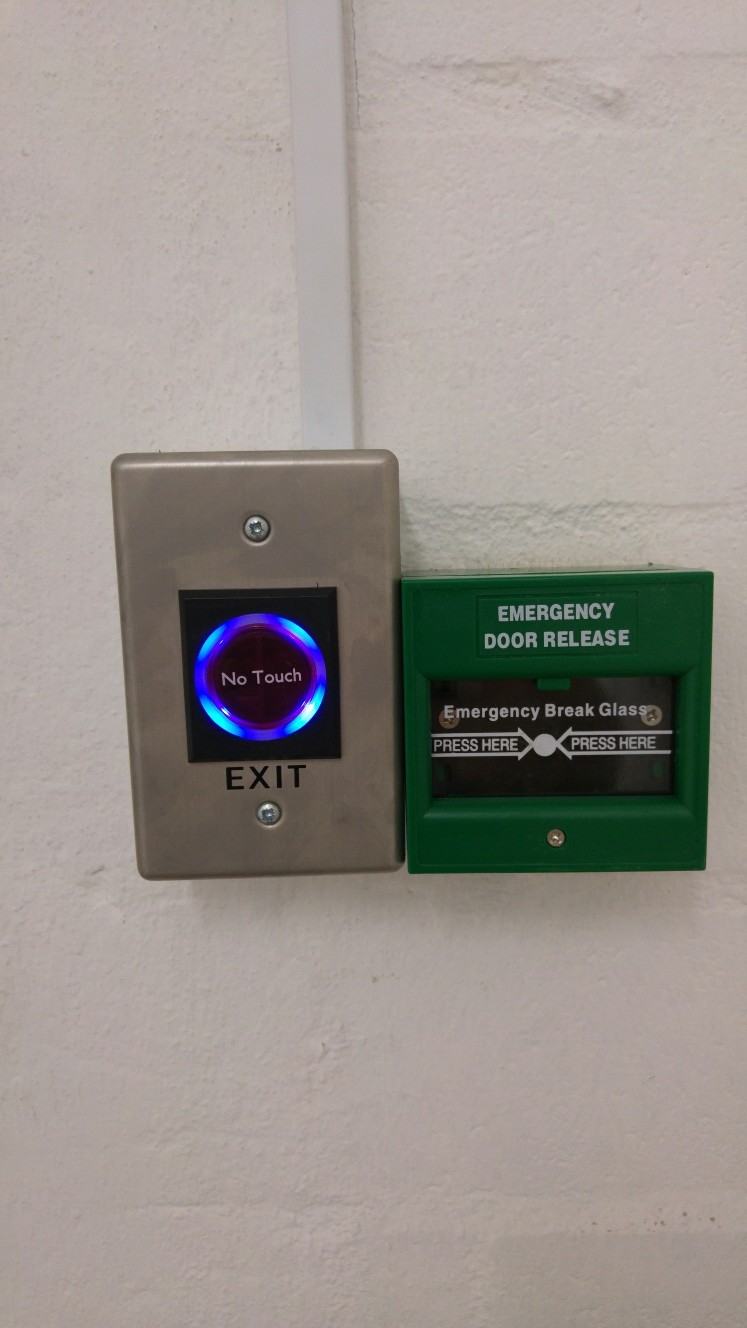 No Touch
EXIT
EMERGENCY
DOOR RELEASE
Emergency Break Glass
PRESS HERE PRESS HERE